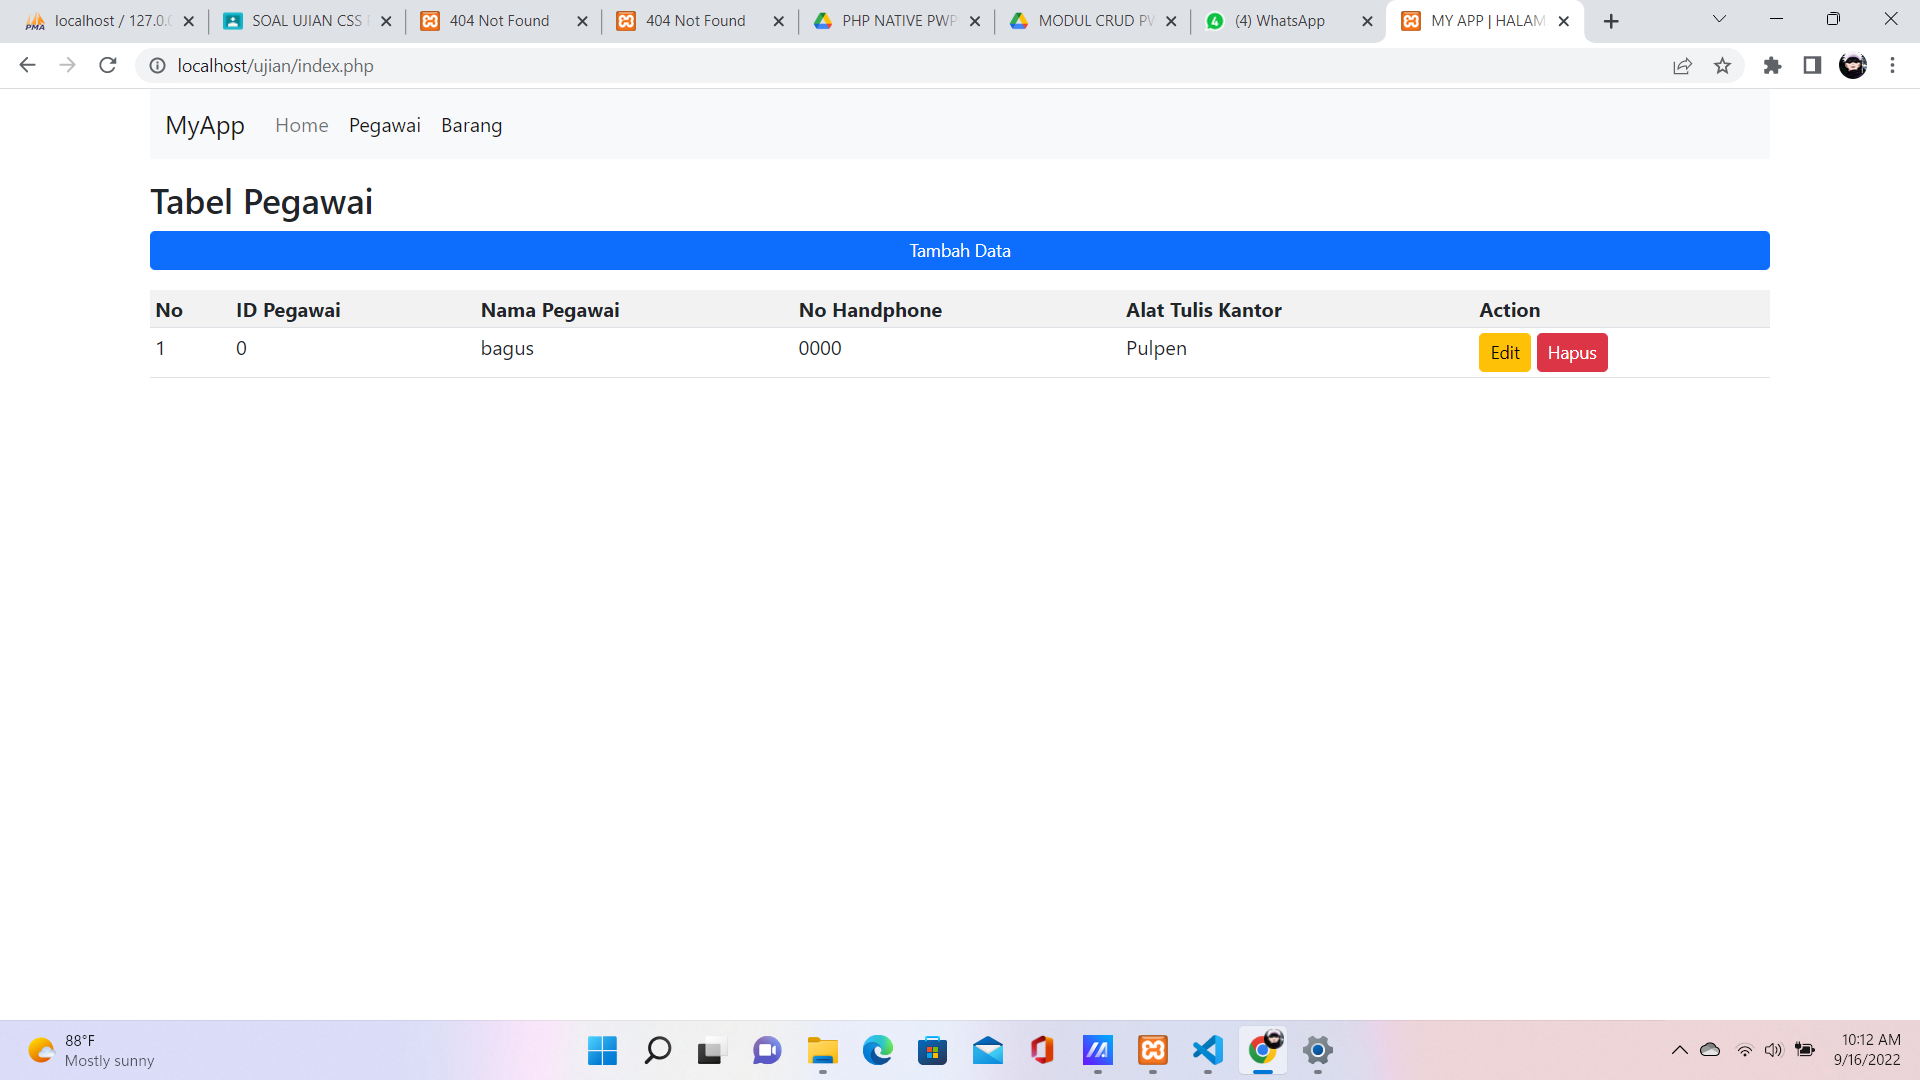 localhost / 127.0.0
SOAL UJIAN CSS
404 Not Found
404 Not Found
PHP NATIVE PWP
MODUL CRUD PW
(4) WhatsApp
MY APP | HALAM
localhost/ujian/index.php
MyApp Home Pegawai Barang
Tabel Pegawai
Tambah Data
No ID Pegawai Nama Pegawai No Handphone Alat Tulis Kantor Action
1 0 bagus 0000 Pulpen Edit Hapus
88°F
Mostly sunny
10:12 AM
9/16/2022